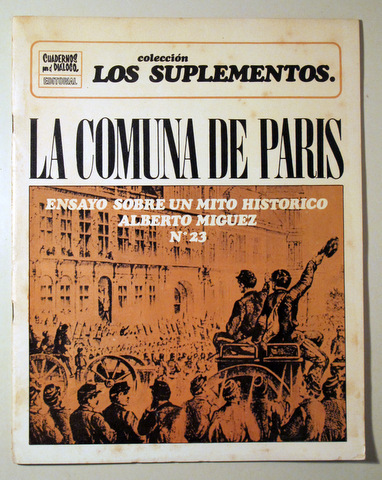 CUADERNOS
para el DIALOGO
EDITORIAL
colección
LOS SUPLEMENTOS.
LA COMUNA DE PARIS
ENSAYO SOBRE UN MITO HISTORICO
ALBERTO MIGUEZ
N° 23